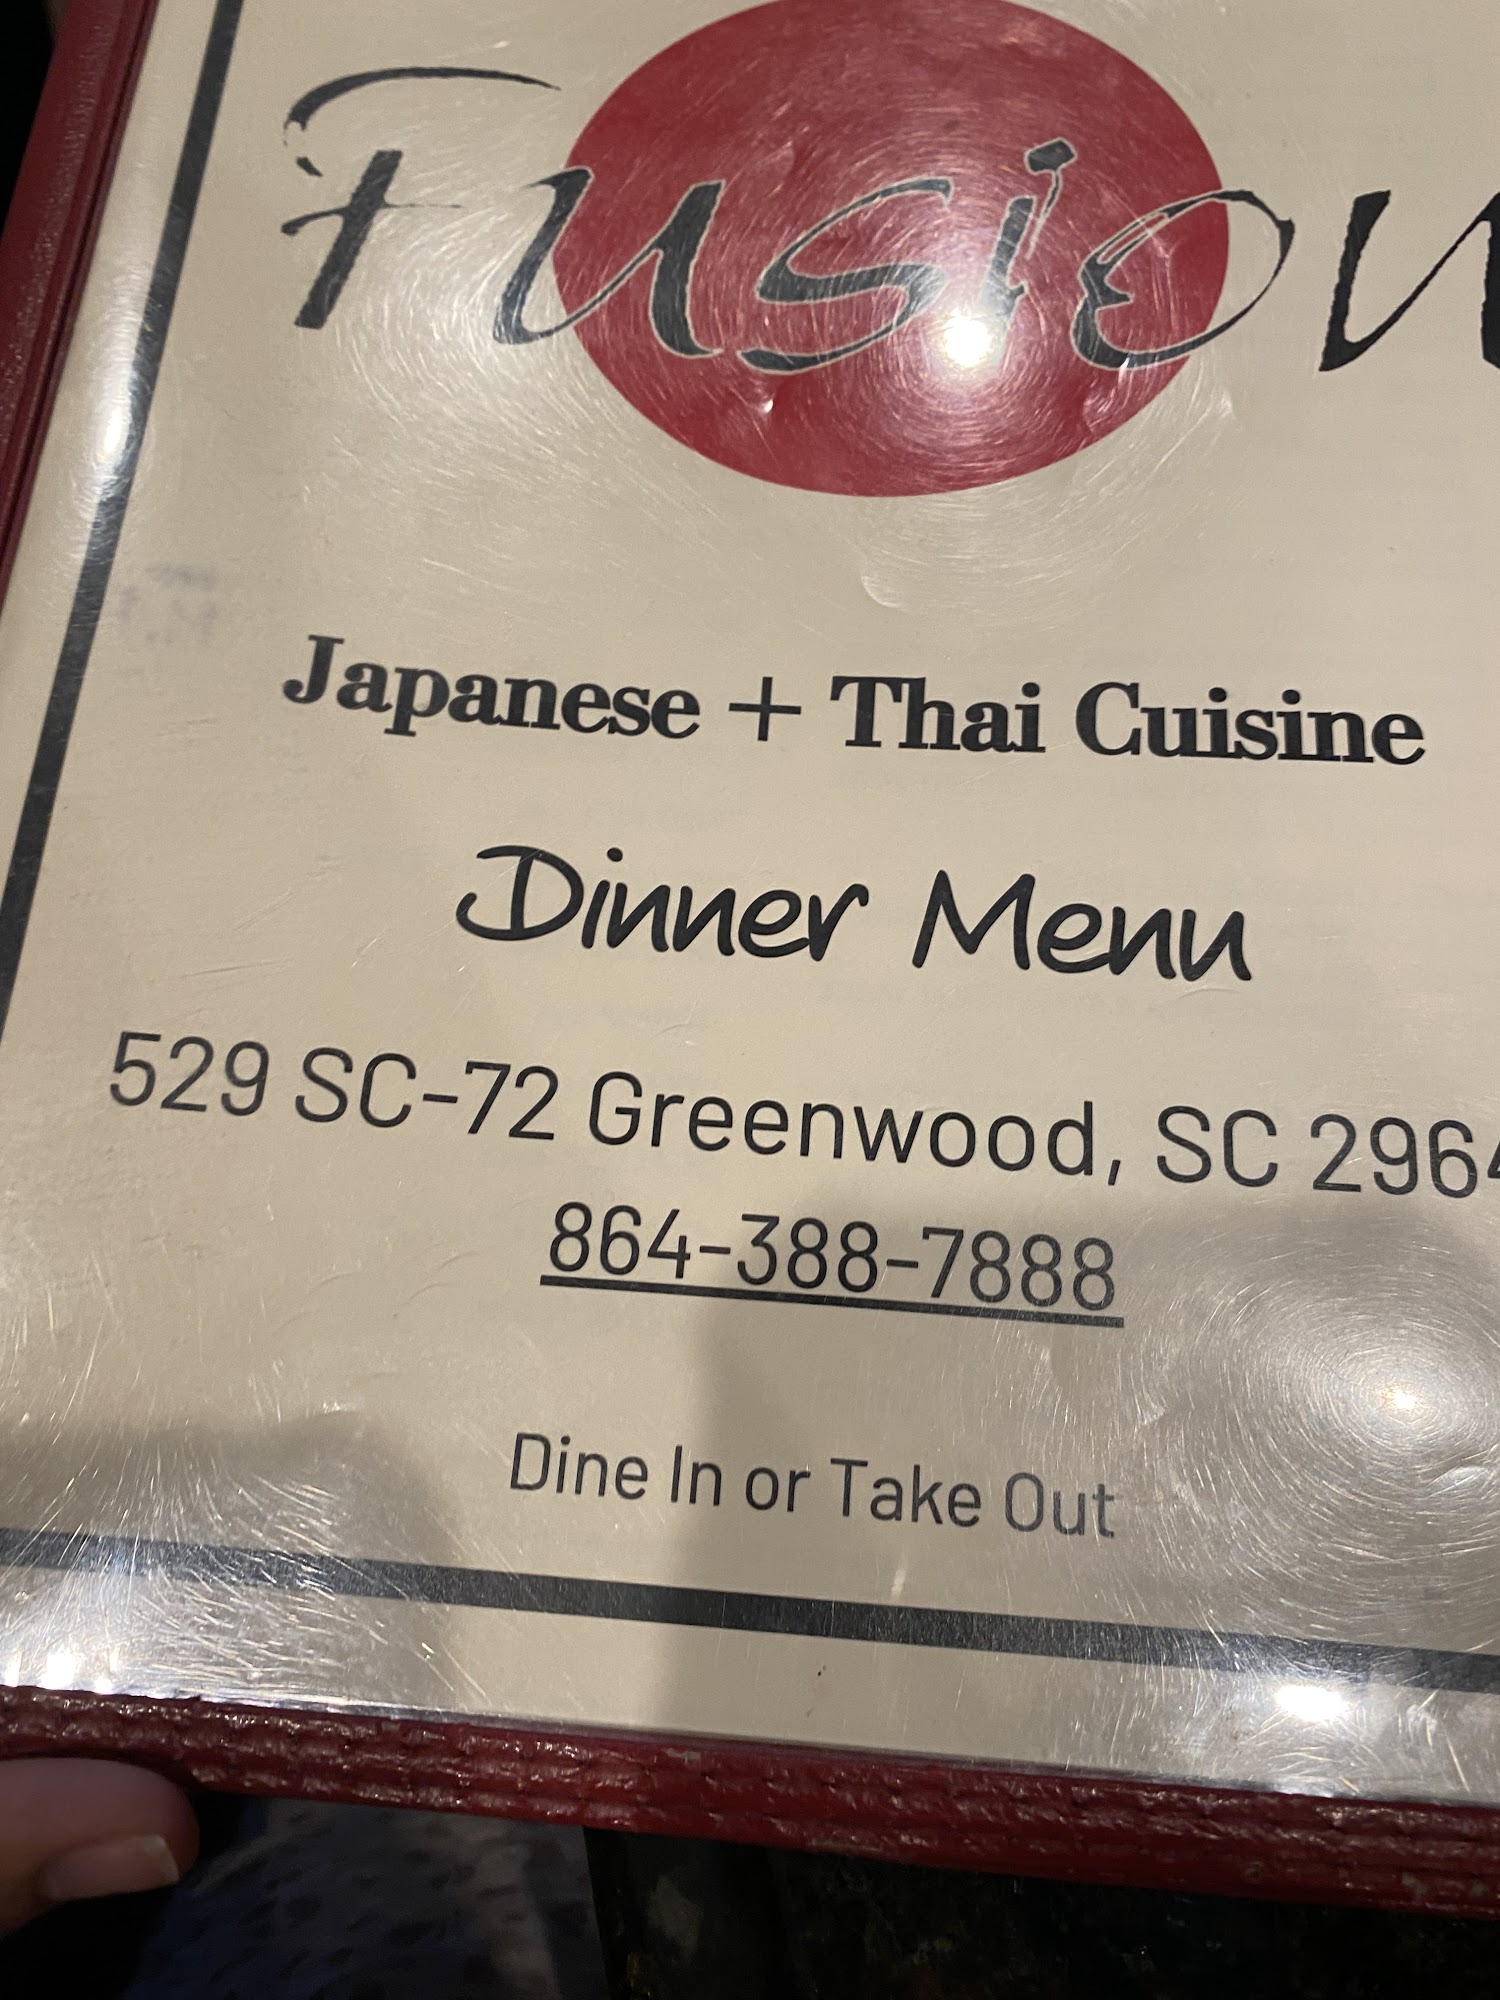 Fusion
Japanese + Thai Cuisine
Dinner Menu
529 SC-72 Greenwood, SC 2964
864-388-7888
Dine In or Take Out